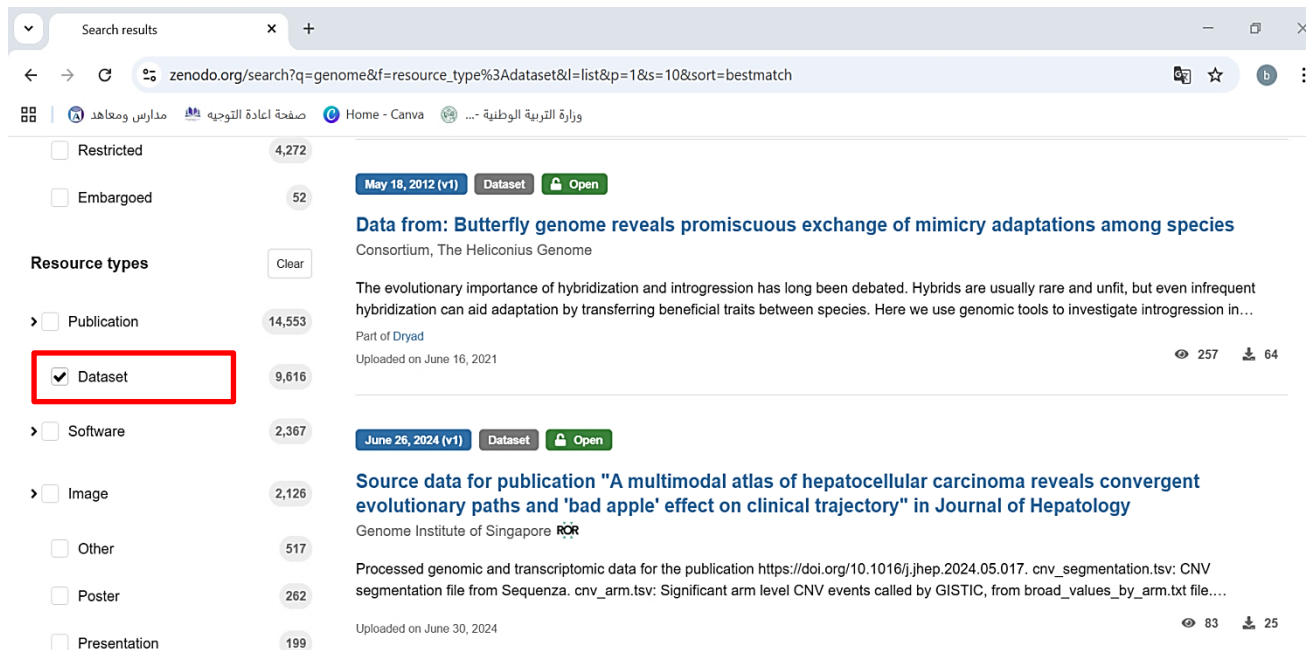 Search results
zenodo.org/search?q=genome&f=resource_type%3Adataset&l=list&p=1&s=10&sort=bestmatch
b
مدارس ومعاهد
صفحة اعادة التوجيه
Home - Canva
وزارة التربية الوطنية -...
Restricted 4,272
Embargoed 52
Resource types Clear
Publication 14,553
Dataset 9,616
Software 2,367
Image 2,126
Other 517
Poster 262
Presentation 199
May 18, 2012 (v1) Dataset Open
Data from: Butterfly genome reveals promiscuous exchange of mimicry adaptations among species
Consortium, The Heliconius Genome
The evolutionary importance of hybridization and introgression has long been debated. Hybrids are usually rare and unfit, but even infrequent
hybridization can aid adaptation by transferring beneficial traits between species. Here we use genomic tools to investigate introgression in…
Part of Dryad
Uploaded on June 16, 2021
257 64
June 26, 2024 (v1) Dataset Open
Source data for publication "A multimodal atlas of hepatocellular carcinoma reveals convergent
evolutionary paths and 'bad apple' effect on clinical trajectory" in Journal of Hepatology
Genome Institute of Singapore ROR
Processed genomic and transcriptomic data for the publication https://doi.org/10.1016/j.jhep.2024.05.017. cnv_segmentation.tsv: CNV
segmentation file from Sequenza. cnv_arm.tsv: Significant arm level CNV events called by GISTIC, from broad_values_by_arm.txt file.…
Uploaded on June 30, 2024
83 25